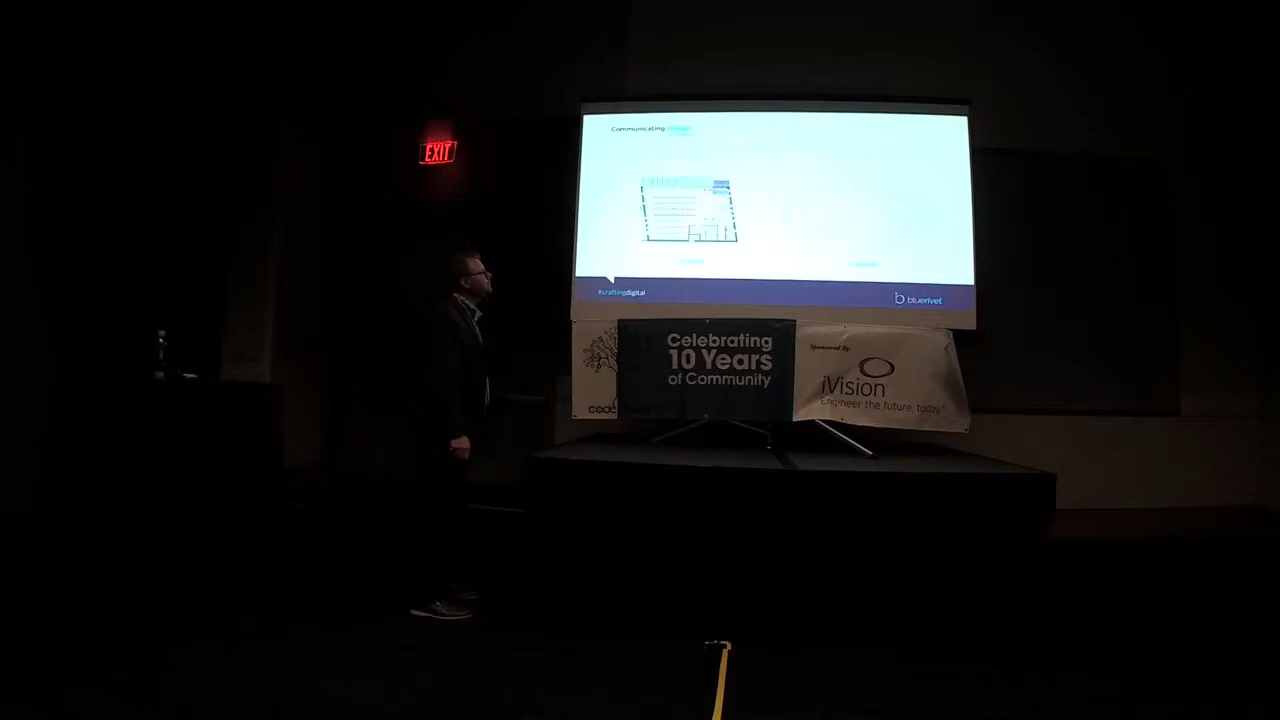 EXIT
Communicating
#craftingdigital
bluerivet
Celebrating
10 Years
of Community
code
Sponsored By:
iVision
Engineer the future, today.